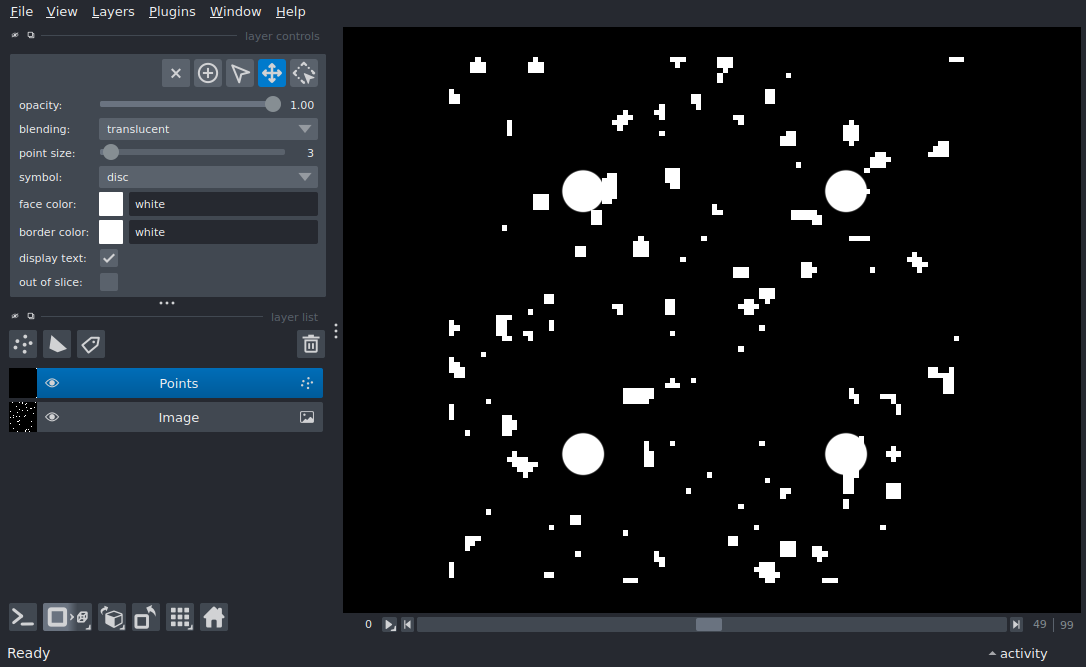 File View Layers Plugins Window Help
layer controls
opacity: 1.00
blending: translucent
point size: 3
symbol: disc
face color: white
border color: white
display text:
out of slice:
layer list
Points
Image
0 49 | 99
Ready activity